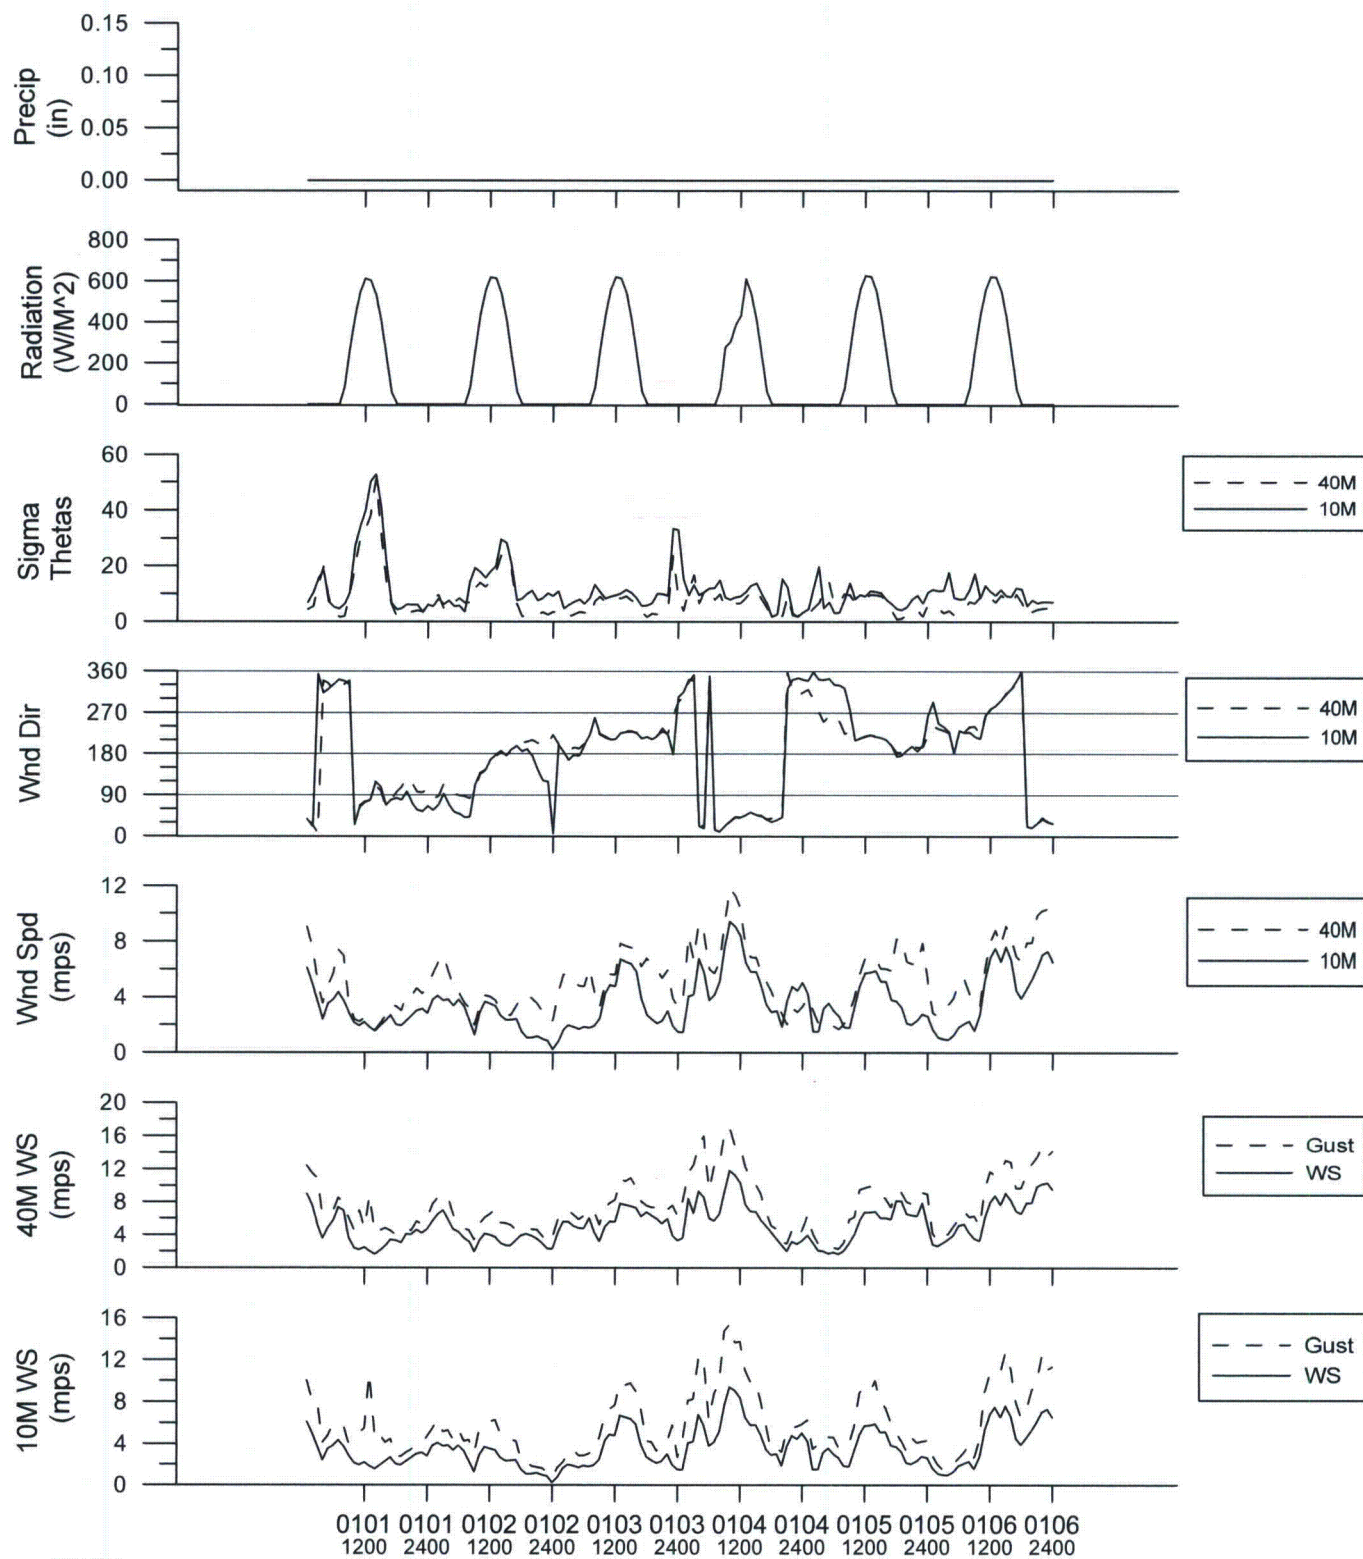 0.15
0.10
0.05
0.00
Precip
(in)
800
600
400
200
0
Radiation
(W/M^2)
60
40
20
0
Sigma
Thetas
40M
10M
360
270
180
90
0
Wnd Dir
40M
10M
12
8
4
0
Wnd Spd
(mps)
40M
10M
20
16
12
8
4
0
40M WS
(mps)
Gust
WS
16
12
8
4
0
10M WS
(mps)
Gust
WS
0101 0101 0102 0102 0103 0103 0104 0104 0105 0105 0106 0106
1200 2400 1200 2400 1200 2400 1200 2400 1200 2400 1200 2400